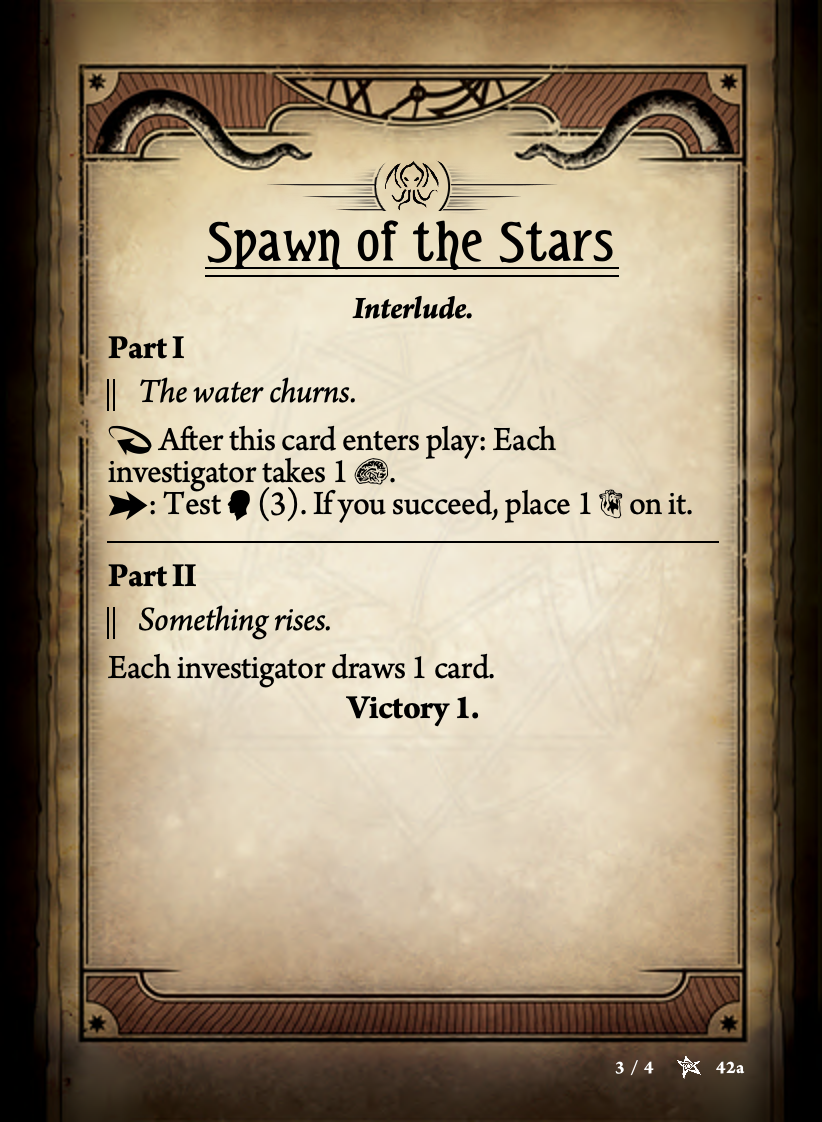 Spawn of the Stars
Interlude.
Part I
The water churns.
After this card enters play: Each
investigator takes 1 .
: Test (3). If you succeed, place 1 on it.
Part II
Something rises.
Each investigator draws 1 card.
Victory 1.
3 / 4 42a